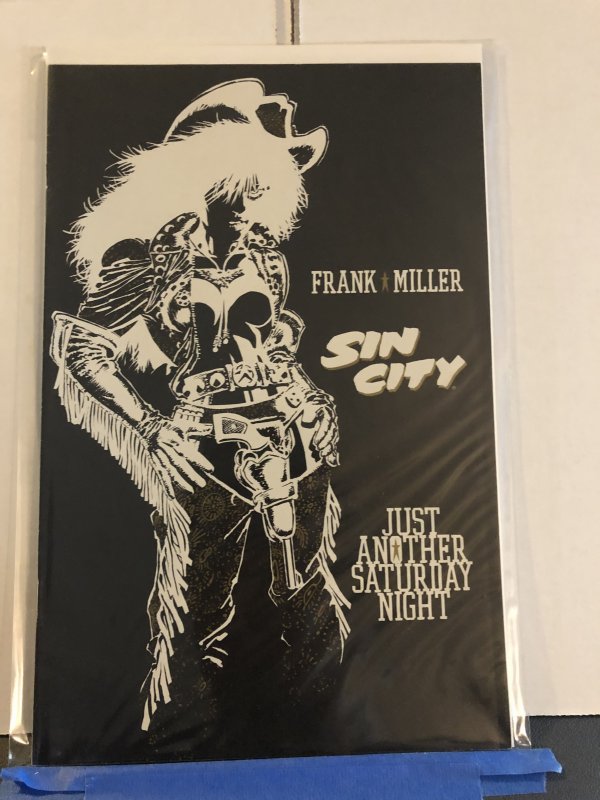 FRANK MILLER
SIN
CITY
JUST
ANOTHER
SATURDAY
NIGHT